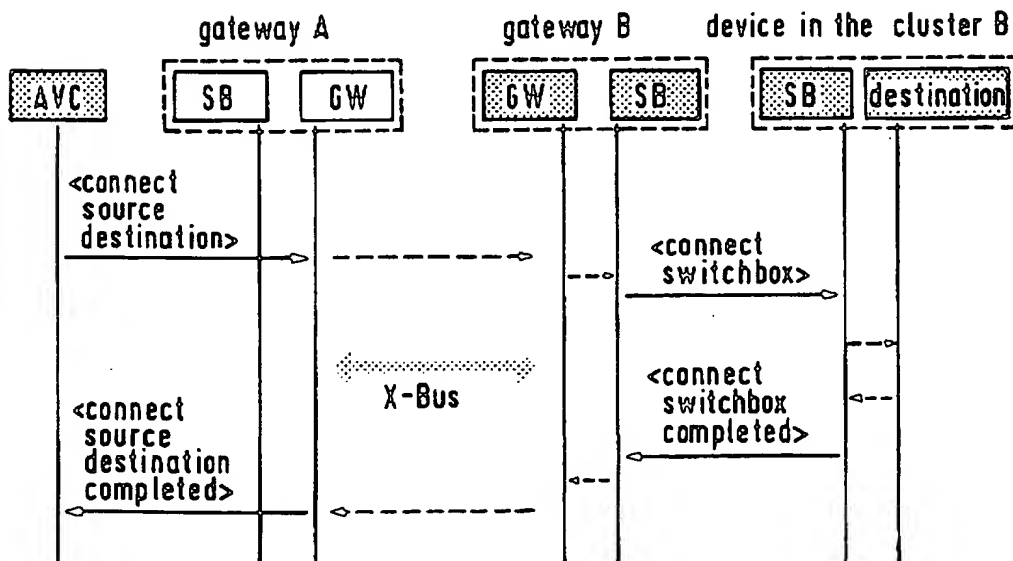 gateway A
gateway B
device in the cluster B
AVC
SB
GW
GW
SB
SB
destination
<connect
source
destination>
<connect
switchbox>
X-Bus
<connect
switchbox
completed>
<connect
source
destination
completed>